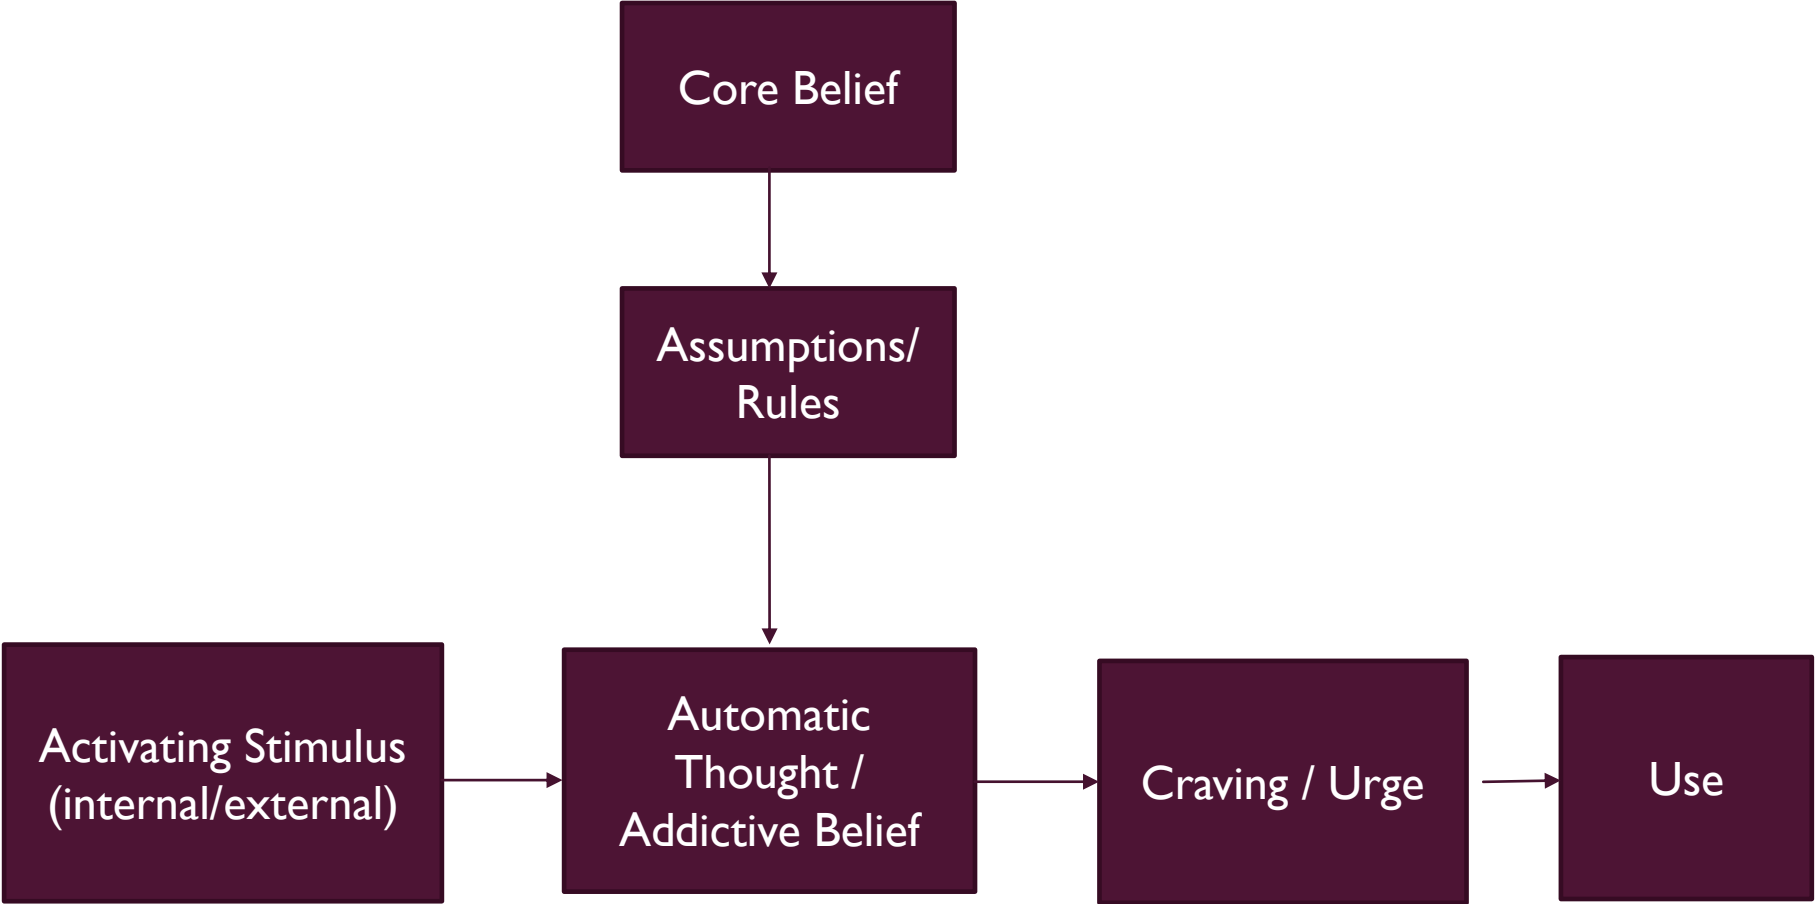 Core Belief
Assumptions/
Rules
Activating Stimulus
(internal/external)
Automatic
Thought /
Addictive Belief
Craving / Urge
Use